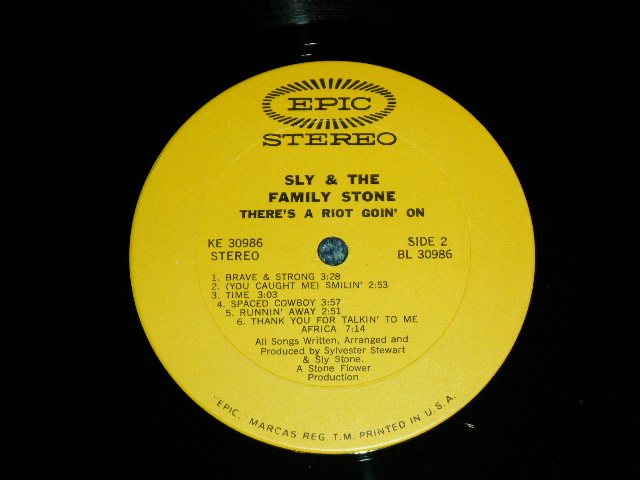 EPIC
STEREO
SLY & THE
FAMILY STONE
THERE'S A RIOT GOIN' ON
KE 30986
STEREO
SIDE 2
BL 30986
1. BRAVE & STRONG 3:28
2. (YOU CAUGHT ME) SMILIN' 2:53
3. TIME 3:03
4. SPACED COWBOY 3:57
5. RUNNIN' AWAY 2:51
6. THANK YOU FOR TALKIN' TO ME
AFRICA 7:14
All Songs Written, Arranged and
Produced by Sylvester Stewart
& Sly Stone.
A Stone Flower
Production
"EPIC," MARCAS REG. T.M. PRINTED IN U.S.A.